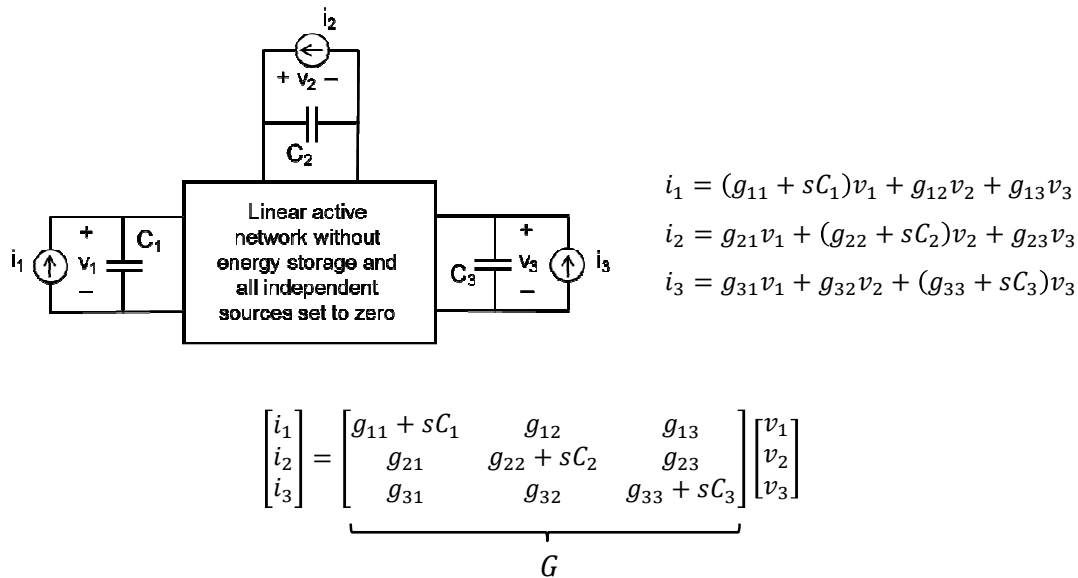 i₂
+ v₂ −
C₂
Linear active
network without
energy storage and
all independent
sources set to zero
i₁
+
v₁
−
C₁
C₃
+
v₃
−
i₃
i₁ = (g₁₁ + sC₁)v₁ + g₁₂v₂ + g₁₃v₃
i₂ = g₂₁v₁ + (g₂₂ + sC₂)v₂ + g₂₃v₃
i₃ = g₃₁v₁ + g₃₂v₂ + (g₃₃ + sC₃)v₃
[i₁] = [g₁₁ + sC₁ g₁₂ g₁₃] [v₁]
[i₂] = [g₂₁ g₂₂ + sC₂ g₂₃] [v₂]
[i₃] = [g₃₁ g₃₂ g₃₃ + sC₃] [v₃]
G